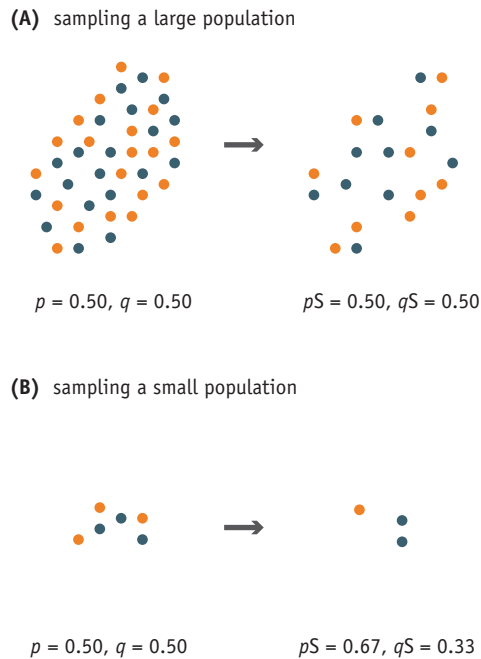 (A) sampling a large population
p = 0.50, q = 0.50
pS = 0.50, qS = 0.50
(B) sampling a small population
p = 0.50, q = 0.50
pS = 0.67, qS = 0.33